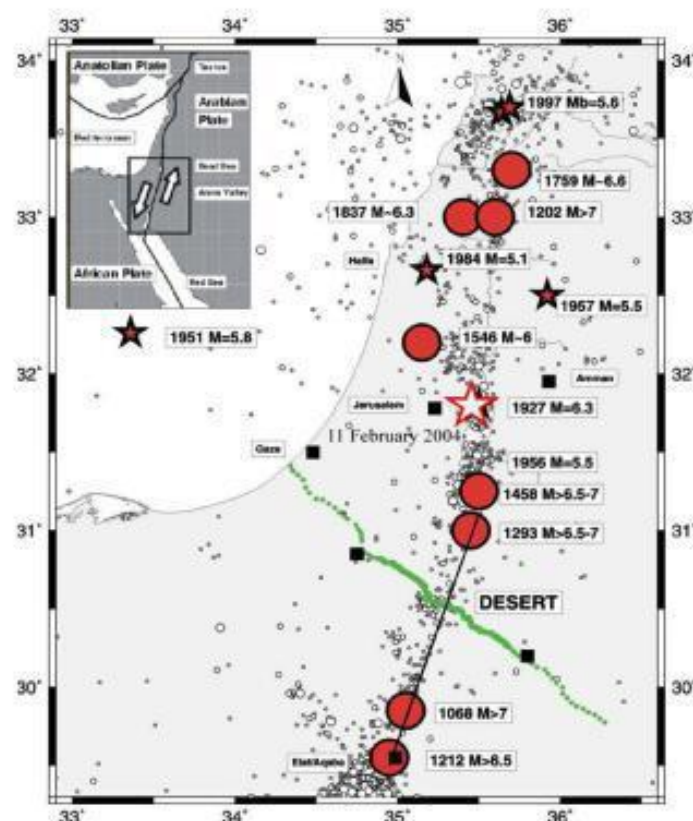 33° 34° 35° 36°
34° 34°
N
Anatolian Plate
Arabian
Plate
Dead Sea
African Plate
Red Sea
1997 Mb=5.6
1759 M~6.6
33° 33°
1837 M~6.3
1202 M>7
Haifa
1984 M=5.1
1957 M=5.5
1951 M=5.8
1546 M~6
32° 32°
Amman
Jerusalem
1927 M=6.3
11 February 2004
Gaza
1956 M=5.5
1458 M>6.5-7
31° 31°
1293 M>6.5-7
DESERT
30° 30°
1068 M>7
Elat/Aqaba
1212 M>6.5
33° 34° 35° 36°